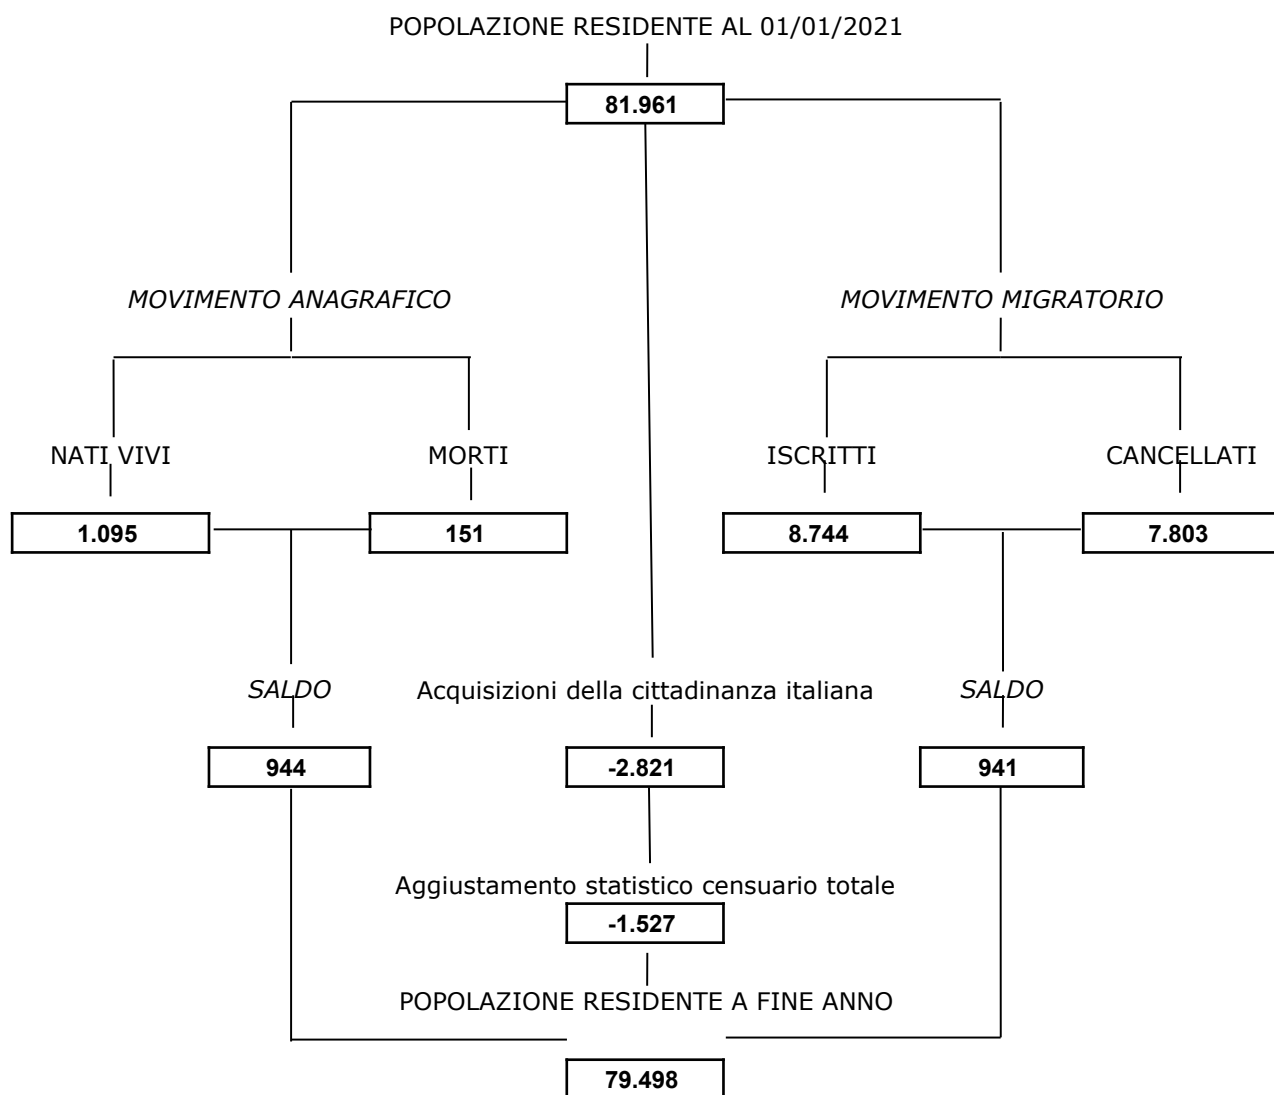 POPOLAZIONE RESIDENTE AL 01/01/2021
81.961
MOVIMENTO ANAGRAFICO
MOVIMENTO MIGRATORIO
NATI VIVI
MORTI
ISCRITTI
CANCELLATI
1.095
151
8.744
7.803
SALDO
Acquisizioni della cittadinanza italiana
SALDO
944
-2.821
941
Aggiustamento statistico censuario totale
-1.527
POPOLAZIONE RESIDENTE A FINE ANNO
79.498